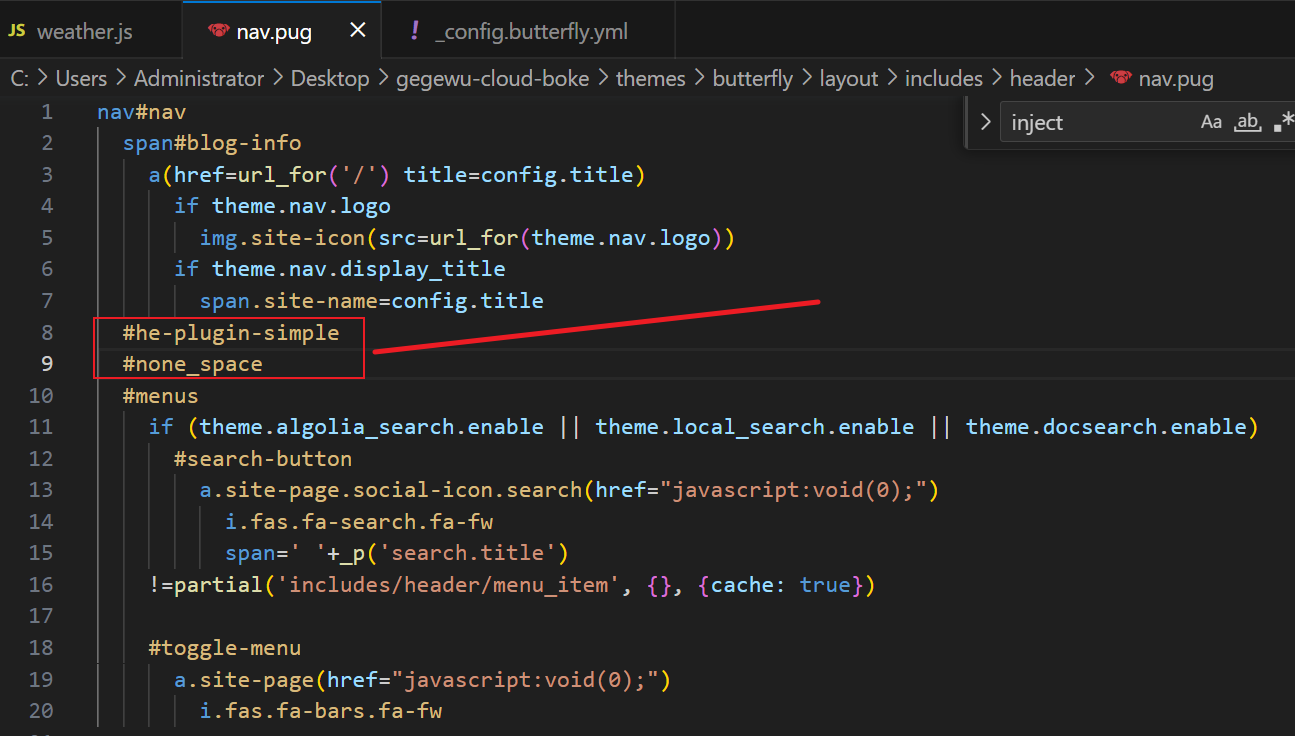 JS weather.js nav.pug × ! _config.butterfly.yml
C: > Users > Administrator > Desktop > gegewu-cloud-boke > themes > butterfly > layout > includes > header > nav.pug
inject Aa ab .*
1 nav#nav
2 span#blog-info
3 a(href=url_for('/') title=config.title)
4 if theme.nav.logo
5 img.site-icon(src=url_for(theme.nav.logo))
6 if theme.nav.display_title
7 span.site-name=config.title
8 #he-plugin-simple
9 #none_space
10 #menus
11 if (theme.algolia_search.enable || theme.local_search.enable || theme.docsearch.enable)
12 #search-button
13 a.site-page.social-icon.search(href="javascript:void(0);")
14 i.fas.fa-search.fa-fw
15 span=' '+_p('search.title')
16 !=partial('includes/header/menu_item', {}, {cache: true})
17
18 #toggle-menu
19 a.site-page(href="javascript:void(0);")
20 i.fas.fa-bars.fa-fw